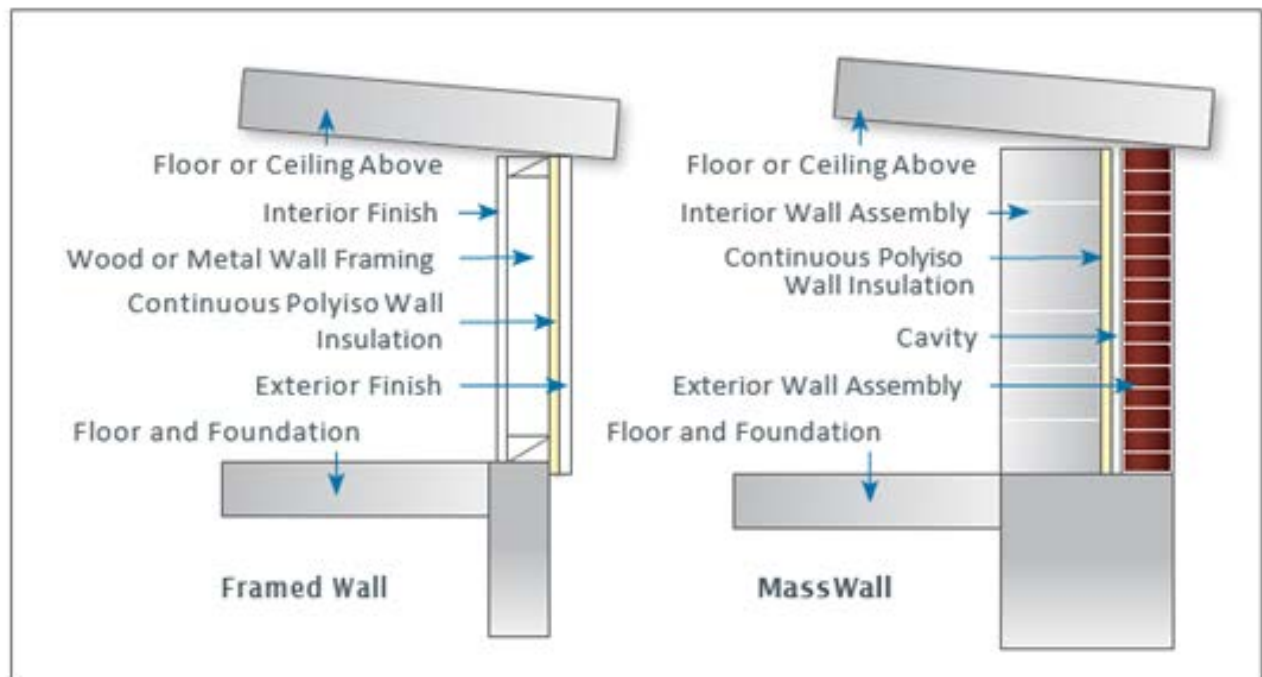 Floor or Ceiling Above
Interior Finish
Wood or Metal Wall Framing
Continuous Polyiso Wall
Insulation
Exterior Finish
Floor and Foundation
Framed Wall
Floor or Ceiling Above
Interior Wall Assembly
Continuous Polyiso
Wall Insulation
Cavity
Exterior Wall Assembly
Floor and Foundation
MassWall